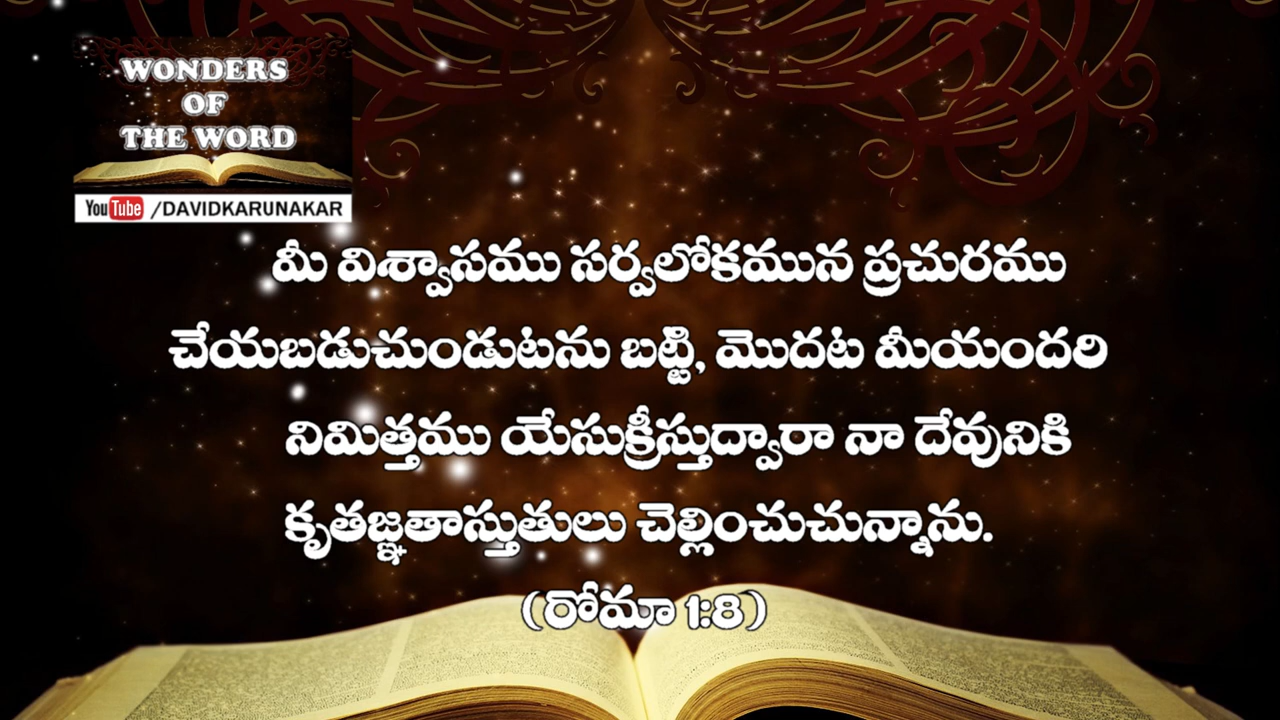 WONDERS
OF
THE WORD
YouTube /DAVIDKARUNAKAR
మీ విశ్వాసము సర్వలోకమున ప్రచురము
చేయబడుచుండుటను బట్టి, మొదట మీయందరి
నిమిత్తము యేసుక్రీస్తుద్వారా నా దేవునికి
కృతజ్ఞతాస్తుతులు చెల్లించుచున్నాను.
(రోమా 1:8)